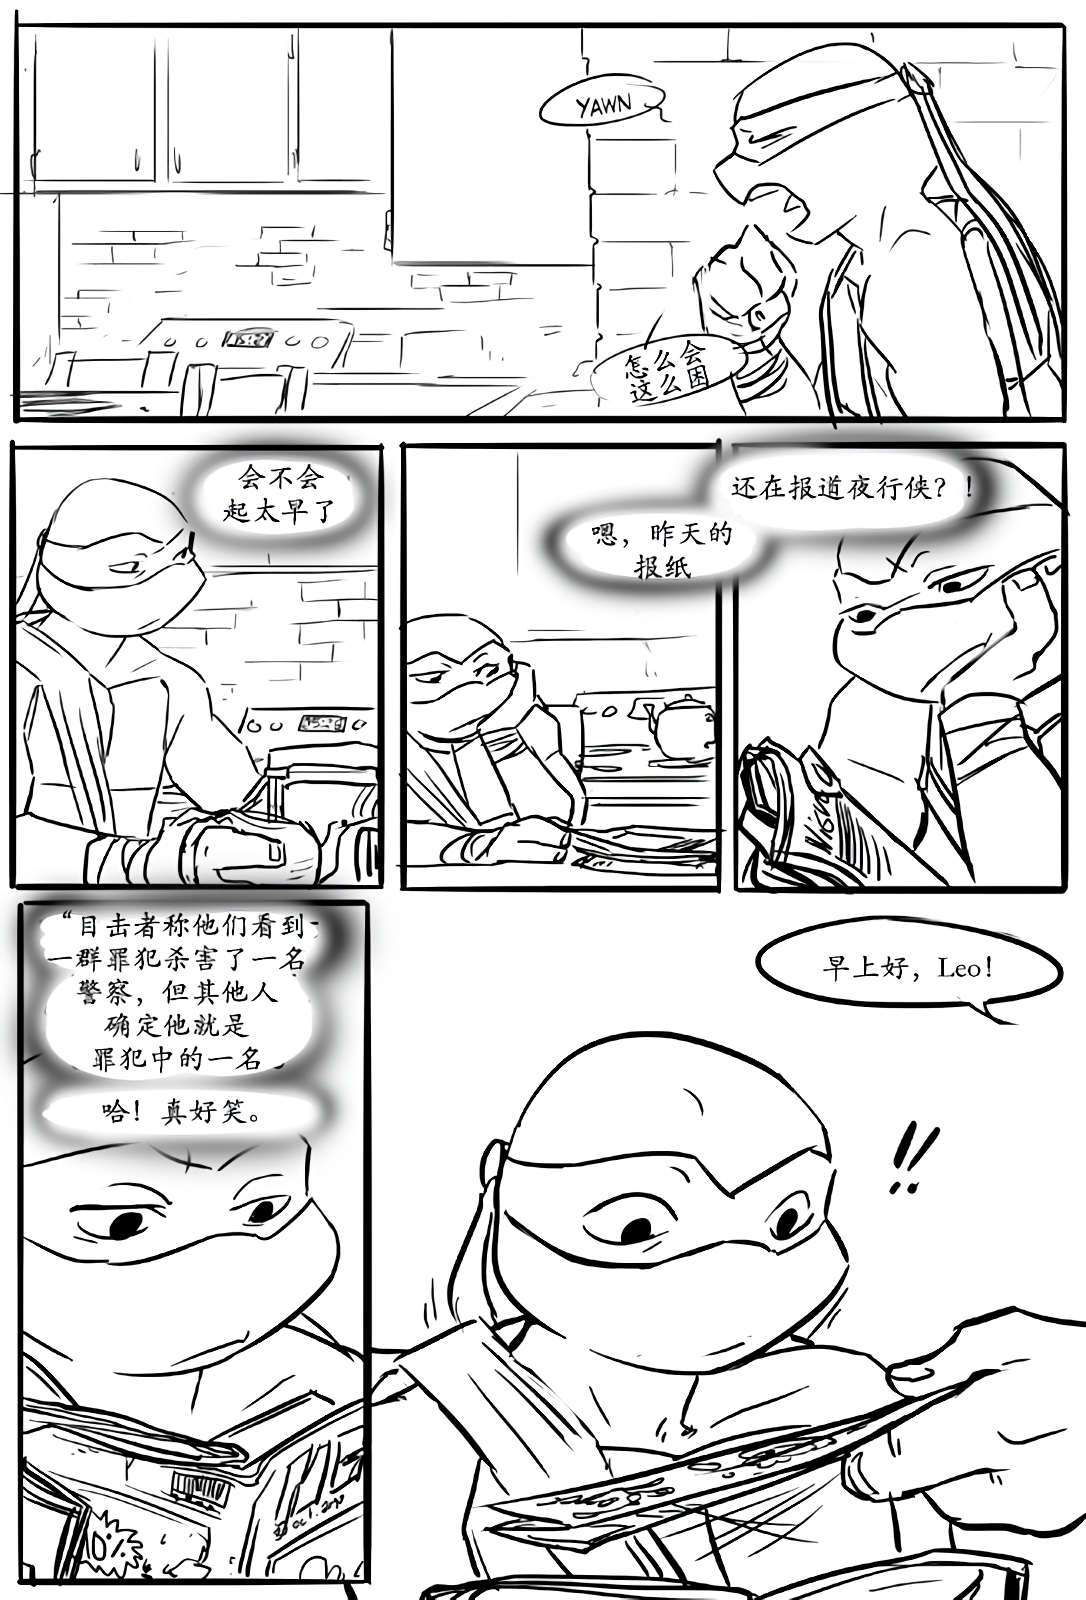 YAWN
怎么会
这么困
会不会
起太早了
还在报道夜行侠？！
嗯，昨天的
报纸
“目击者称他们看到
一群罪犯杀害了一名
警察，但其他人
确定他就是
罪犯中的一名
哈！真好笑。
早上好，Leo！
!!
0%